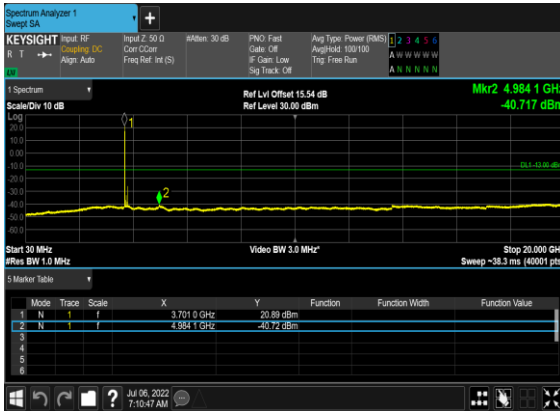 Spectrum Analyzer 1
Swept SA
+
KEYSIGHT Input: RF Input Z: 50 Ω #Atten: 30 dB PNO: Fast Avg Type: Power (RMS) 1 2 3 4 5 6
R T Coupling: DC Corr CCorr Gate: Off Avg|Hold: 100/100 A W W W W W
Align: Auto Freq Ref: Int (S) IF Gain: Low Trig: Free Run
Sig Track: Off A N N N N N
1 Spectrum Ref Lvl Offset 15.54 dB Mkr2 4.984 1 GHz
Scale/Div 10 dB Ref Level 30.00 dBm -40.717 dBm
Log
20.0
10.0
0.00
-10.0
DL1 -13.00 dBm
-20.0
-30.0
-40.0
-50.0
-60.0
1
2
Start 30 MHz Video BW 3.0 MHz* Stop 20.000 GHz
#Res BW 1.0 MHz Sweep ~38.3 ms (40001 pts)
5 Marker Table
Mode Trace Scale X Y Function Function Width Function Value
1 N 1 f 3.701 0 GHz 20.89 dBm
2 N 1 f 4.984 1 GHz -40.72 dBm
3
4
5
6
? Jul 06, 2022
7:10:47 AM